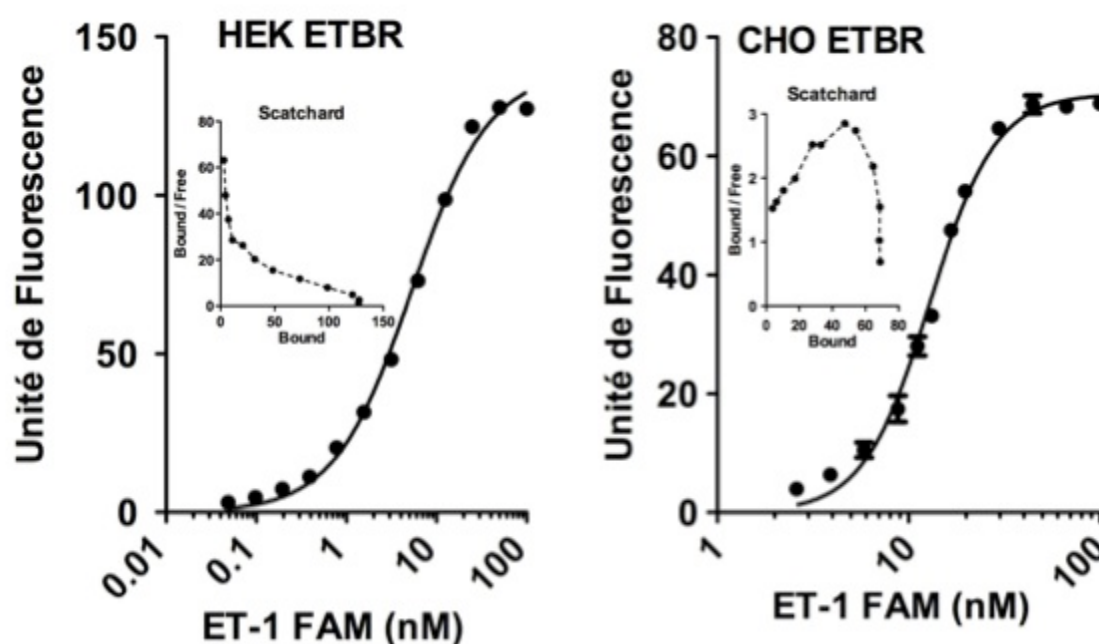 HEK ETBR
Unité de Fluorescence
150
100
50
0
0.01
0.1
1
10
100
ET-1 FAM (nM)
Scatchard
Bound / Free
80
60
40
20
0
0
50
100
150
Bound
CHO ETBR
Unité de Fluorescence
80
60
40
20
0
1
10
100
ET-1 FAM (nM)
Scatchard
Bound / Free
3
2
1
0
0
20
40
60
80
Bound